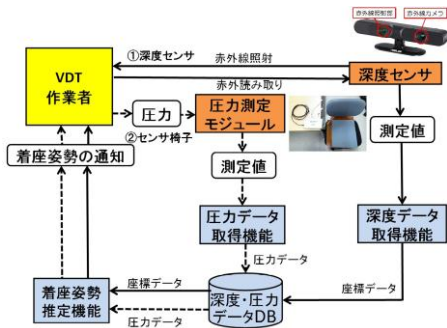 赤外線照射部
赤外線カメラ
①深度センサ
赤外線照射
VDT
作業者
赤外読み取り
深度センサ
圧力
圧力測定
モジュール
②センサ椅子
測定値
着座姿勢の通知
測定値
圧力データ
取得機能
深度データ
取得機能
圧力データ
座標データ
座標データ
着座姿勢
推定機能
深度・圧力
データDB
圧力データ